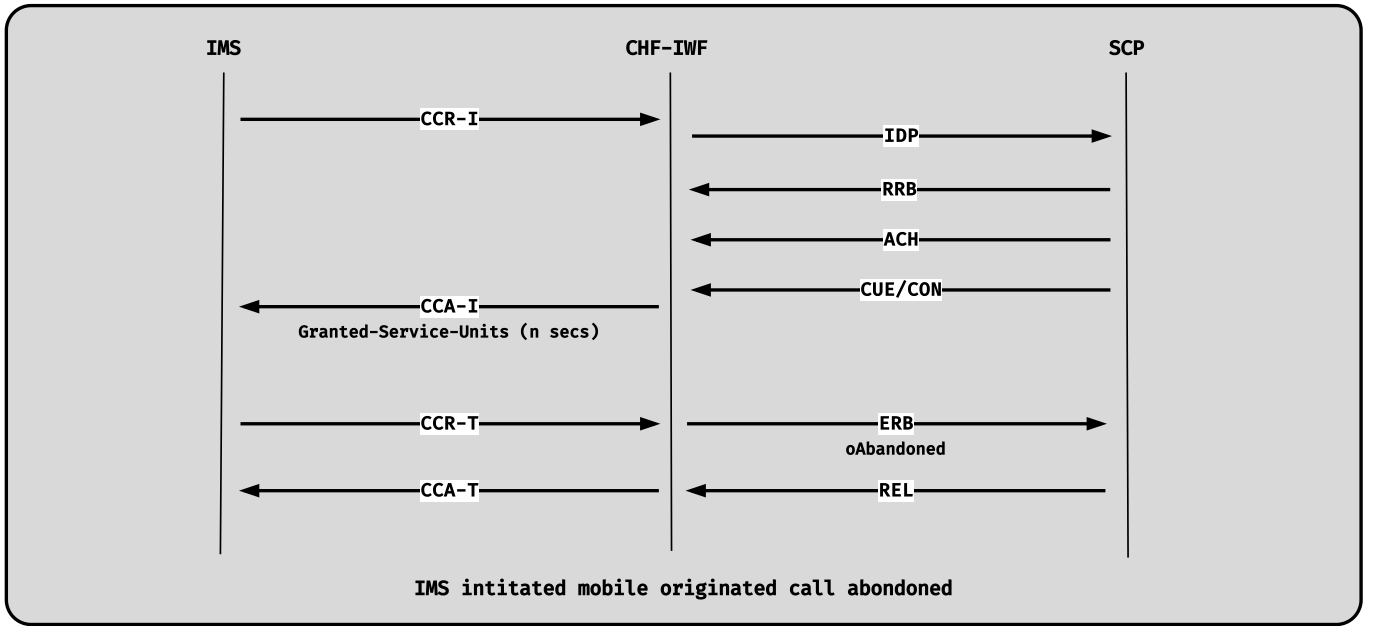 IMS CHF-IWF SCP
CCR-I
IDP
RRB
ACH
CUE/CON
CCA-I
Granted-Service-Units (n secs)
CCR-T ERB
oAbandoned
CCA-T REL
IMS intitated mobile originated call abondoned